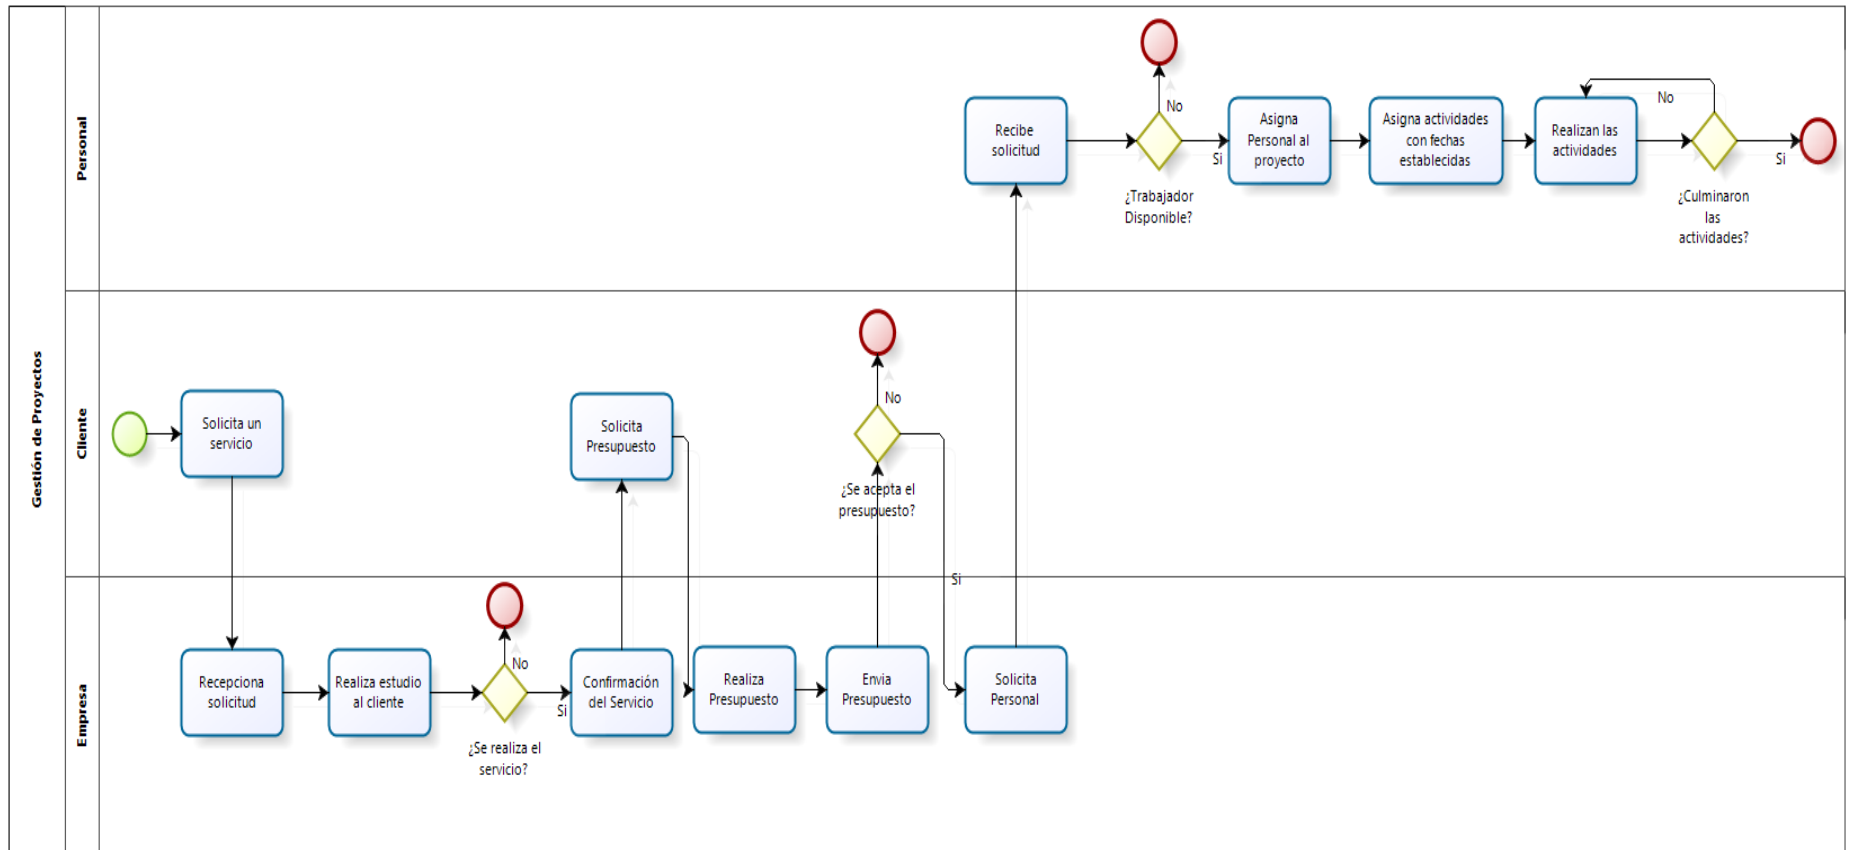 Gestión de Proyectos
Personal
Recibe
solicitud
No
Si
¿Trabajador
Disponible?
Asigna
Personal al
proyecto
Asigna actividades
con fechas
establecidas
Realizan las
actividades
No
Si
¿Culminaron
las
actividades?
Cliente
Solicita un
servicio
Solicita
Presupuesto
No
¿Se acepta el
presupuesto?
Si
Empresa
Recepciona
solicitud
Realiza estudio
al cliente
No
Si
¿Se realiza el
servicio?
Confirmación
del Servicio
Realiza
Presupuesto
Envia
Presupuesto
Solicita
Personal